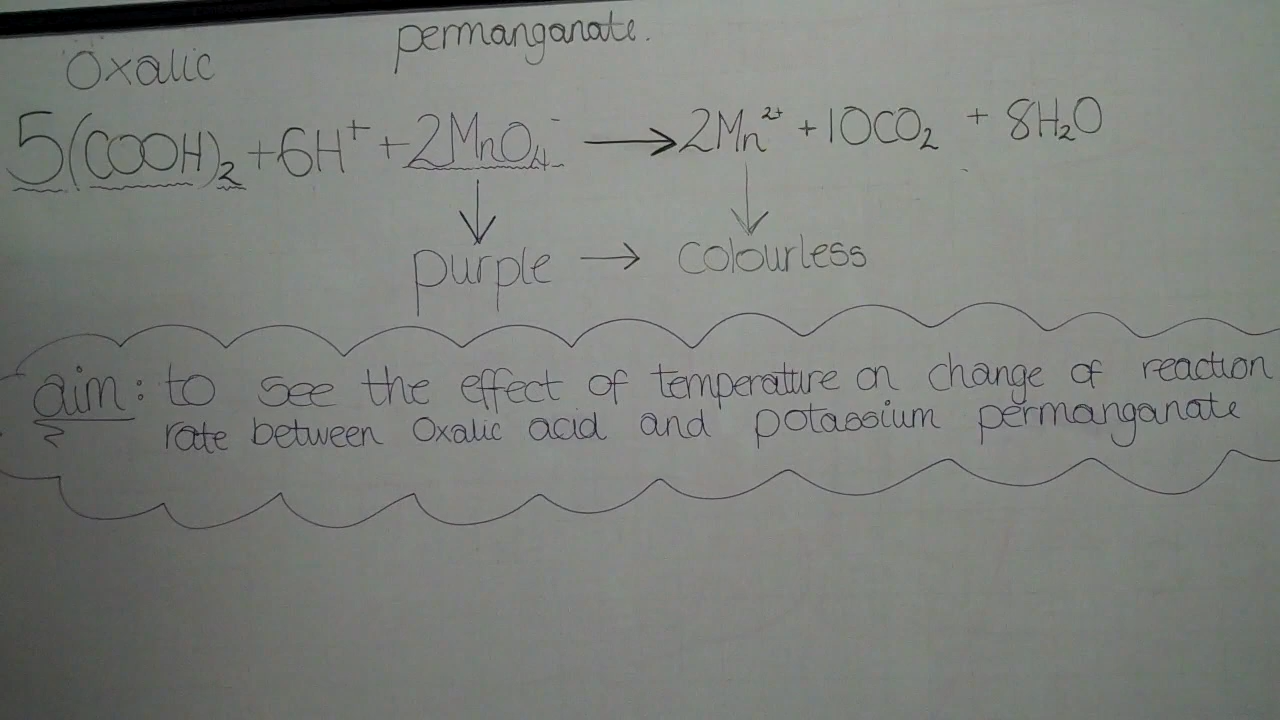 Oxalic permanganate.
5(COOH)₂ + 6H⁺ + 2MnO₄⁻ ⟶ 2Mn²⁺ + 10CO₂ + 8H₂O
purple → colourless
aim: to see the effect of temperature on change of reaction
rate between Oxalic acid and potassium permanganate